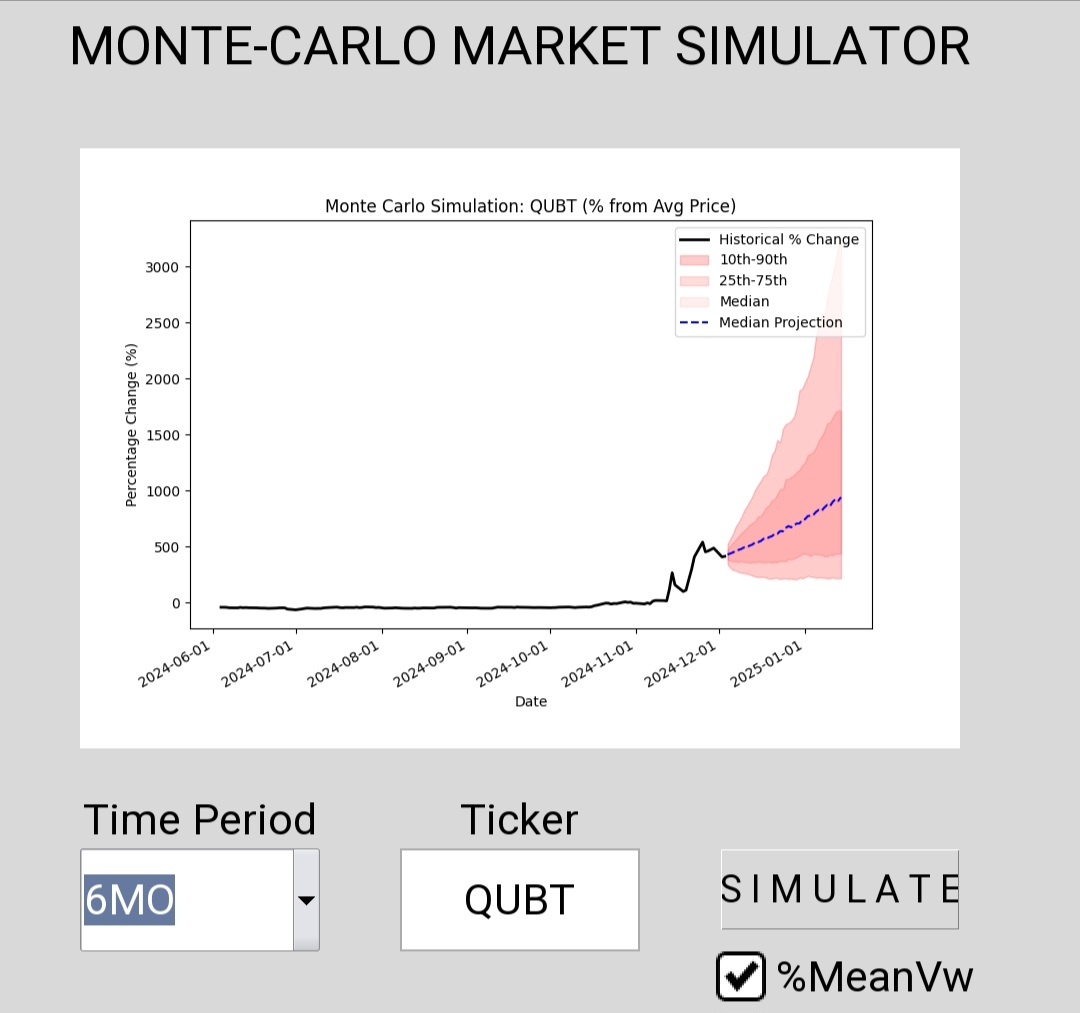 MONTE-CARLO MARKET SIMULATOR
Monte Carlo Simulation: QUBT (% from Avg Price)
Historical % Change
10th-90th
25th-75th
Median
Median Projection
Percentage Change (%)
3000
2500
2000
1500
1000
500
0
2024-06-01
2024-07-01
2024-08-01
2024-09-01
2024-10-01
2024-11-01
2024-12-01
2025-01-01
Date
Time Period
Ticker
6MO
QUBT
SIMULATE
%MeanVw